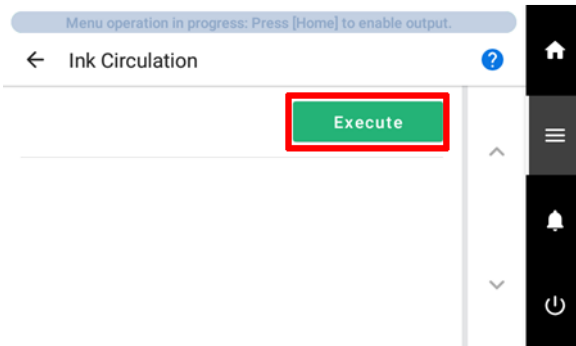 Menu operation in progress: Press [Home] to enable output.
Ink Circulation
?
Execute